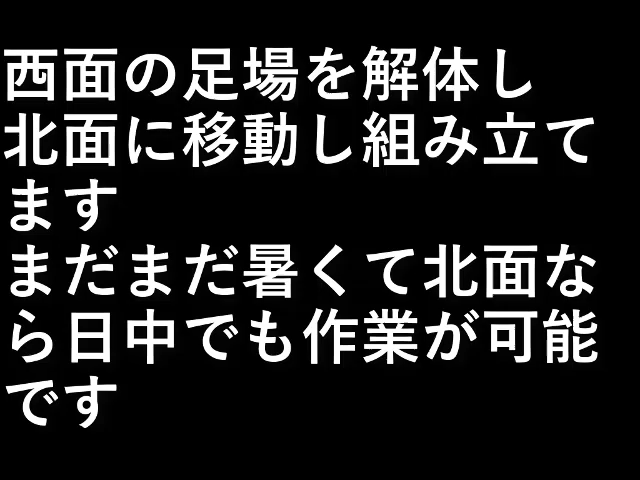 西面の足場を解体し
北面に移動し組み立て
ます
まだまだ暑くて北面な
ら日中でも作業が可能
です